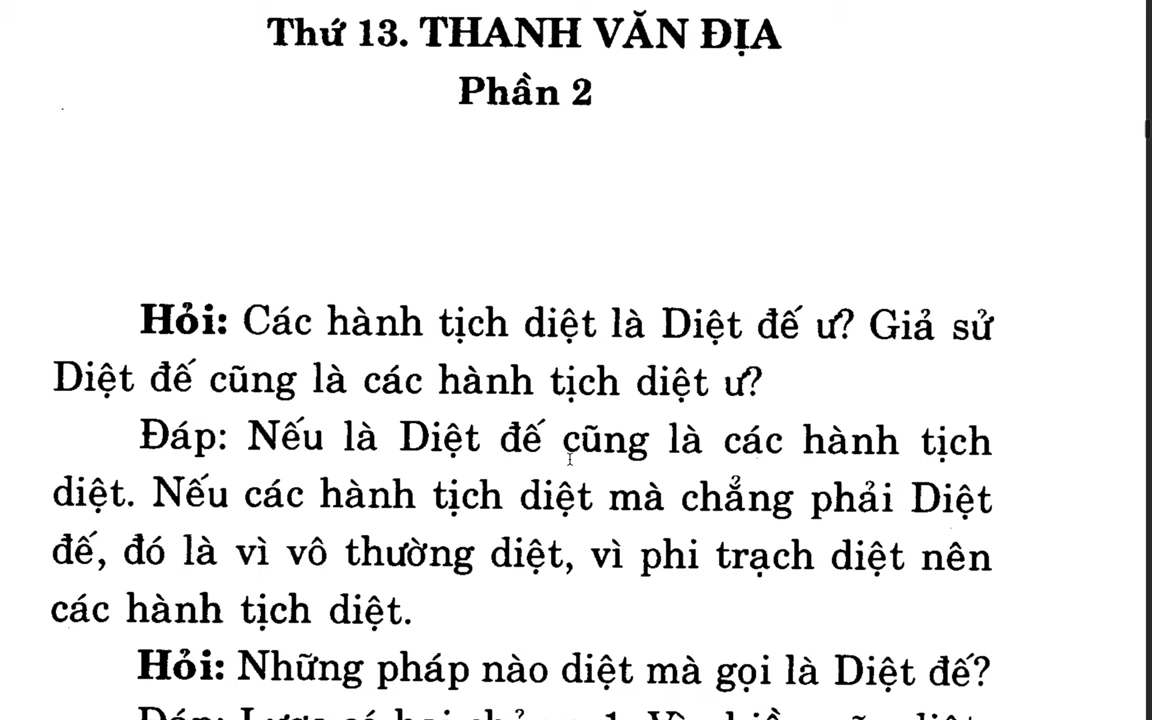 Thứ 13. THANH VĂN ĐỊA
Phần 2
Hỏi: Các hành tịch diệt là Diệt đế ư? Giả sử
Diệt đế cũng là các hành tịch diệt ư?
Đáp: Nếu là Diệt đế cũng là các hành tịch
diệt. Nếu các hành tịch diệt mà chẳng phải Diệt
đế, đó là vì vô thường diệt, vì phi trạch diệt nên
các hành tịch diệt.
Hỏi: Những pháp nào diệt mà gọi là Diệt đế?